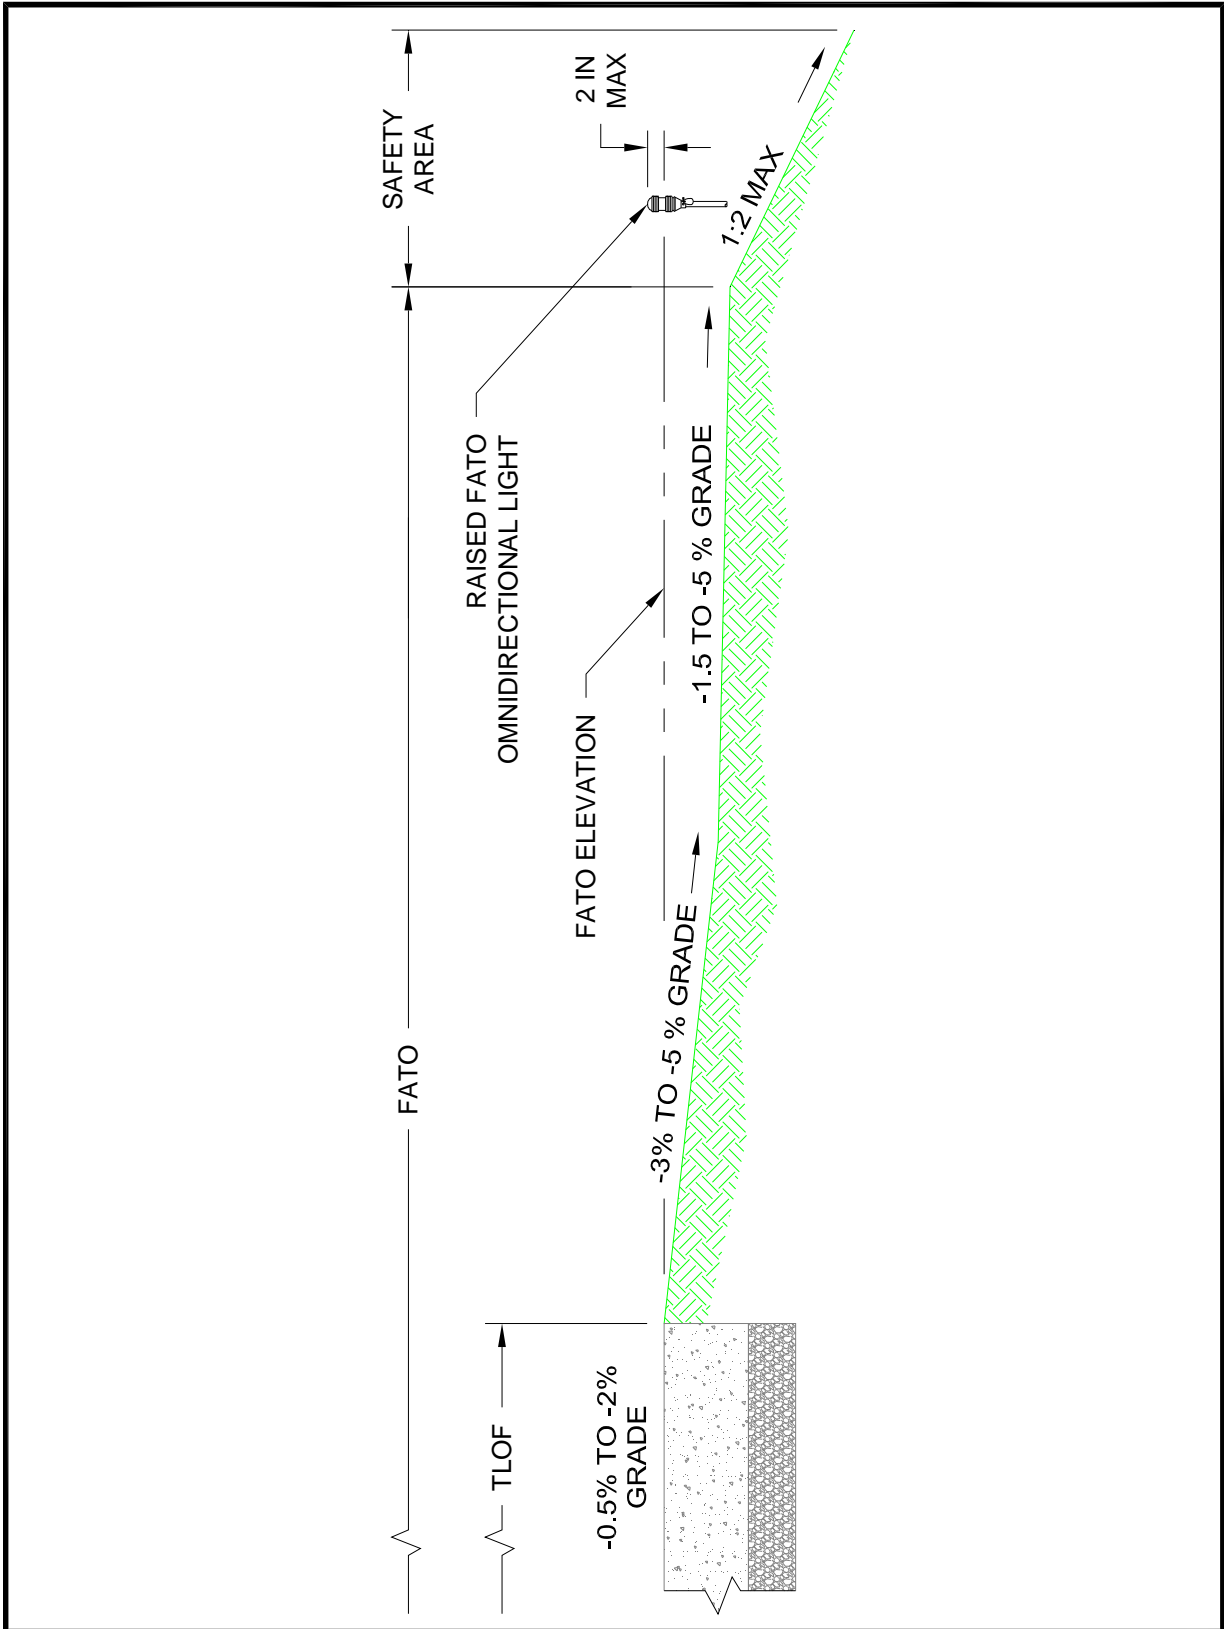 SAFETY
AREA
2 IN
MAX
1:2 MAX
RAISED FATO
OMNIDIRECTIONAL LIGHT
-1.5 TO -5 % GRADE
FATO ELEVATION
-3% TO -5 % GRADE
FATO
TLOF
-0.5% TO -2%
GRADE